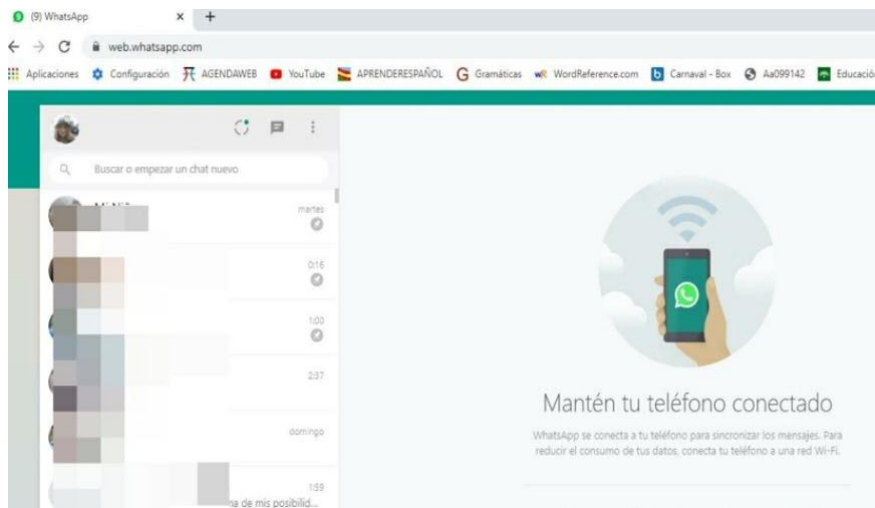 (9) WhatsApp
web.whatsapp.com
Aplicaciones Configuración AGENDAWEB YouTube APRENDERESPAÑOL Gramáticas WordReference.com Carnaval - Box Aa099142 Educació
Buscar o empezar un chat nuevo
martes
0:16
1:00
2:37
domingo
1:59
na de mis posibilid...
Mantén tu teléfono conectado
WhatsApp se conecta a tu teléfono para sincronizar los mensajes. Para
reducir el consumo de tus datos, conecta tu teléfono a una red Wi-Fi.